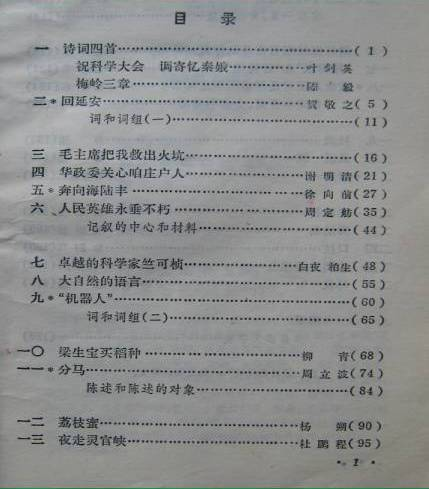 目 录
一 诗词四首……(1)
祝科学大会 调寄忆秦娥……叶剑英
梅岭三章……陈毅
二*回延安……贺敬之(5)
词和词组(一)……(11)
三 毛主席把我救出火坑……(16)
四 华政委关心咱庄户人……谢明清(21)
五*奔向海陆丰……徐向前(27)
六 人民英雄永垂不朽……周定舫(35)
记叙的中心和材料……(44)
七 卓越的科学家竺可桢……白夜 柏生(48)
八 大自然的语言……(55)
九*“机器人”……(60)
词和词组(二)……(65)
一〇 梁生宝买稻种……柳青(68)
一一*分马……周立波(74)
陈述和陈述的对象……(84)
一二 荔枝蜜……杨朔(90)
一三 夜走灵官峡……杜鹏程(95)
·1·